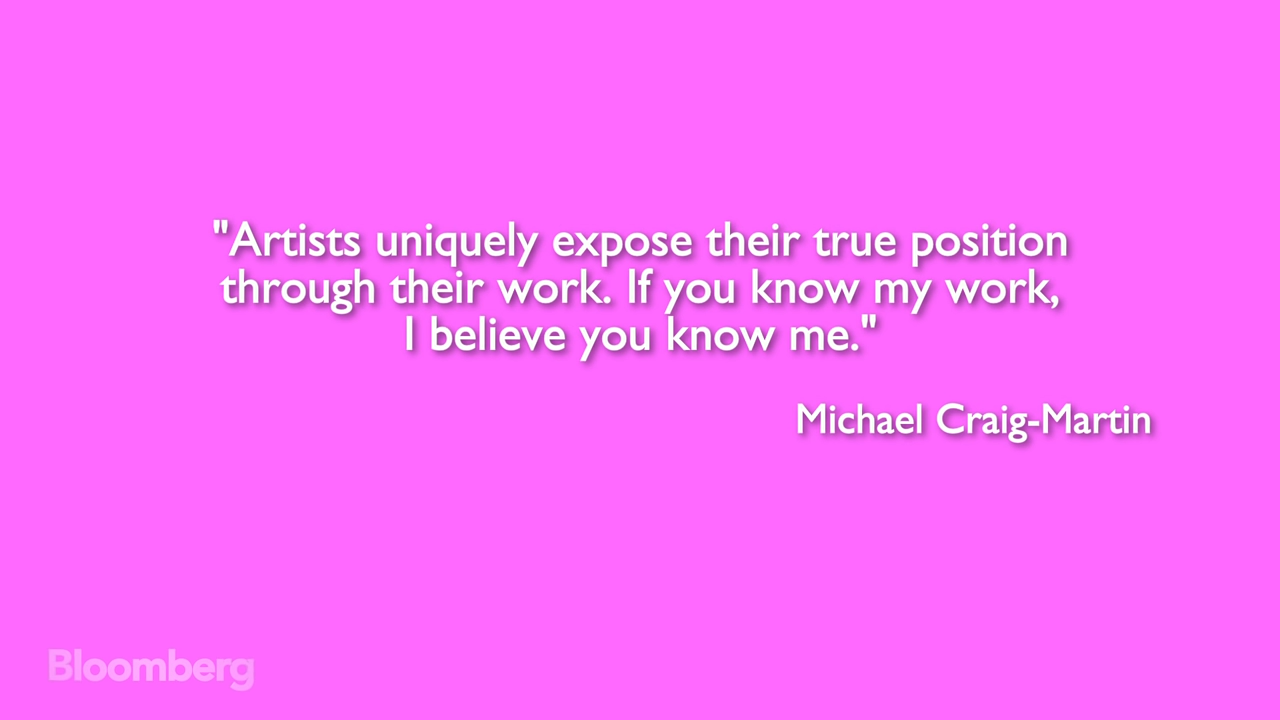 "Artists uniquely expose their true position
through their work. If you know my work,
I believe you know me."
Michael Craig-Martin
Bloomberg